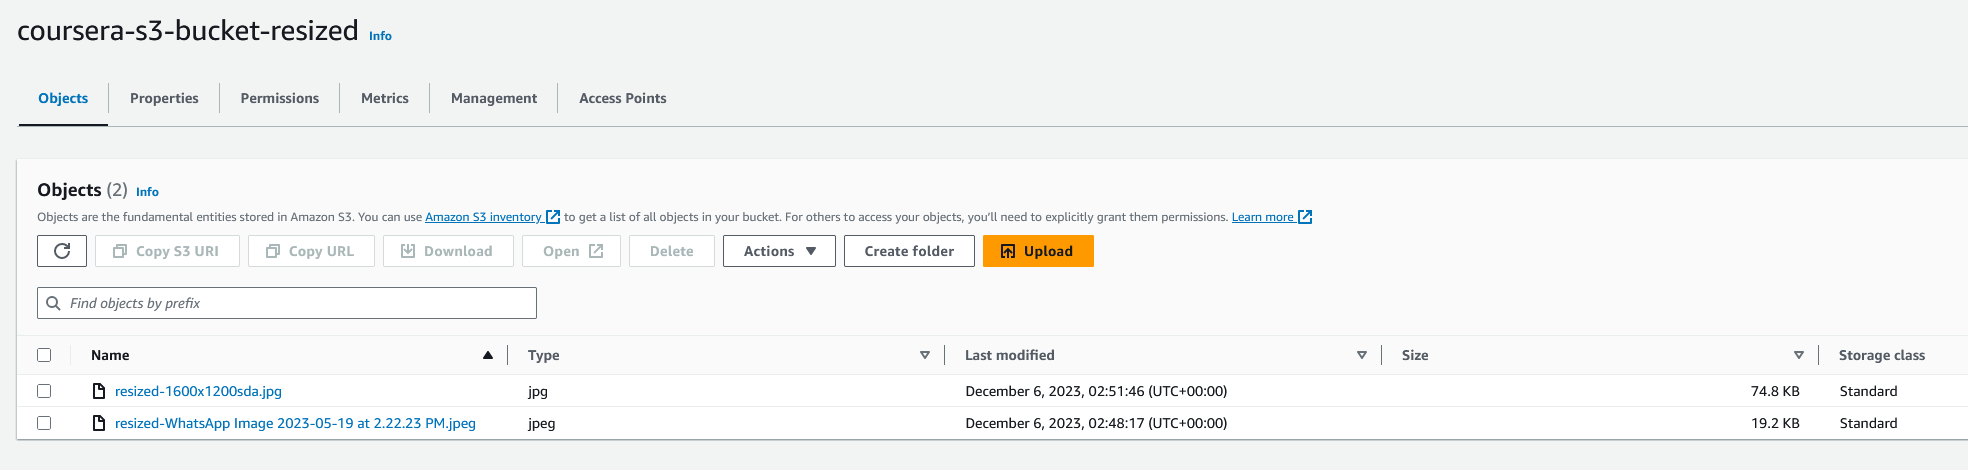 coursera-s3-bucket-resized Info
Objects Properties Permissions Metrics Management Access Points
Objects (2) Info
Objects are the fundamental entities stored in Amazon S3. You can use Amazon S3 inventory to get a list of all objects in your bucket. For others to access your objects, you'll need to explicitly grant them permissions. Learn more
Copy S3 URI Copy URL Download Open Delete Actions Create folder Upload
Find objects by prefix
Name Type Last modified Size Storage class
resized-1600x1200sda.jpg jpg December 6, 2023, 02:51:46 (UTC+00:00) 74.8 KB Standard
resized-WhatsApp Image 2023-05-19 at 2.22.23 PM.jpeg jpeg December 6, 2023, 02:48:17 (UTC+00:00) 19.2 KB Standard